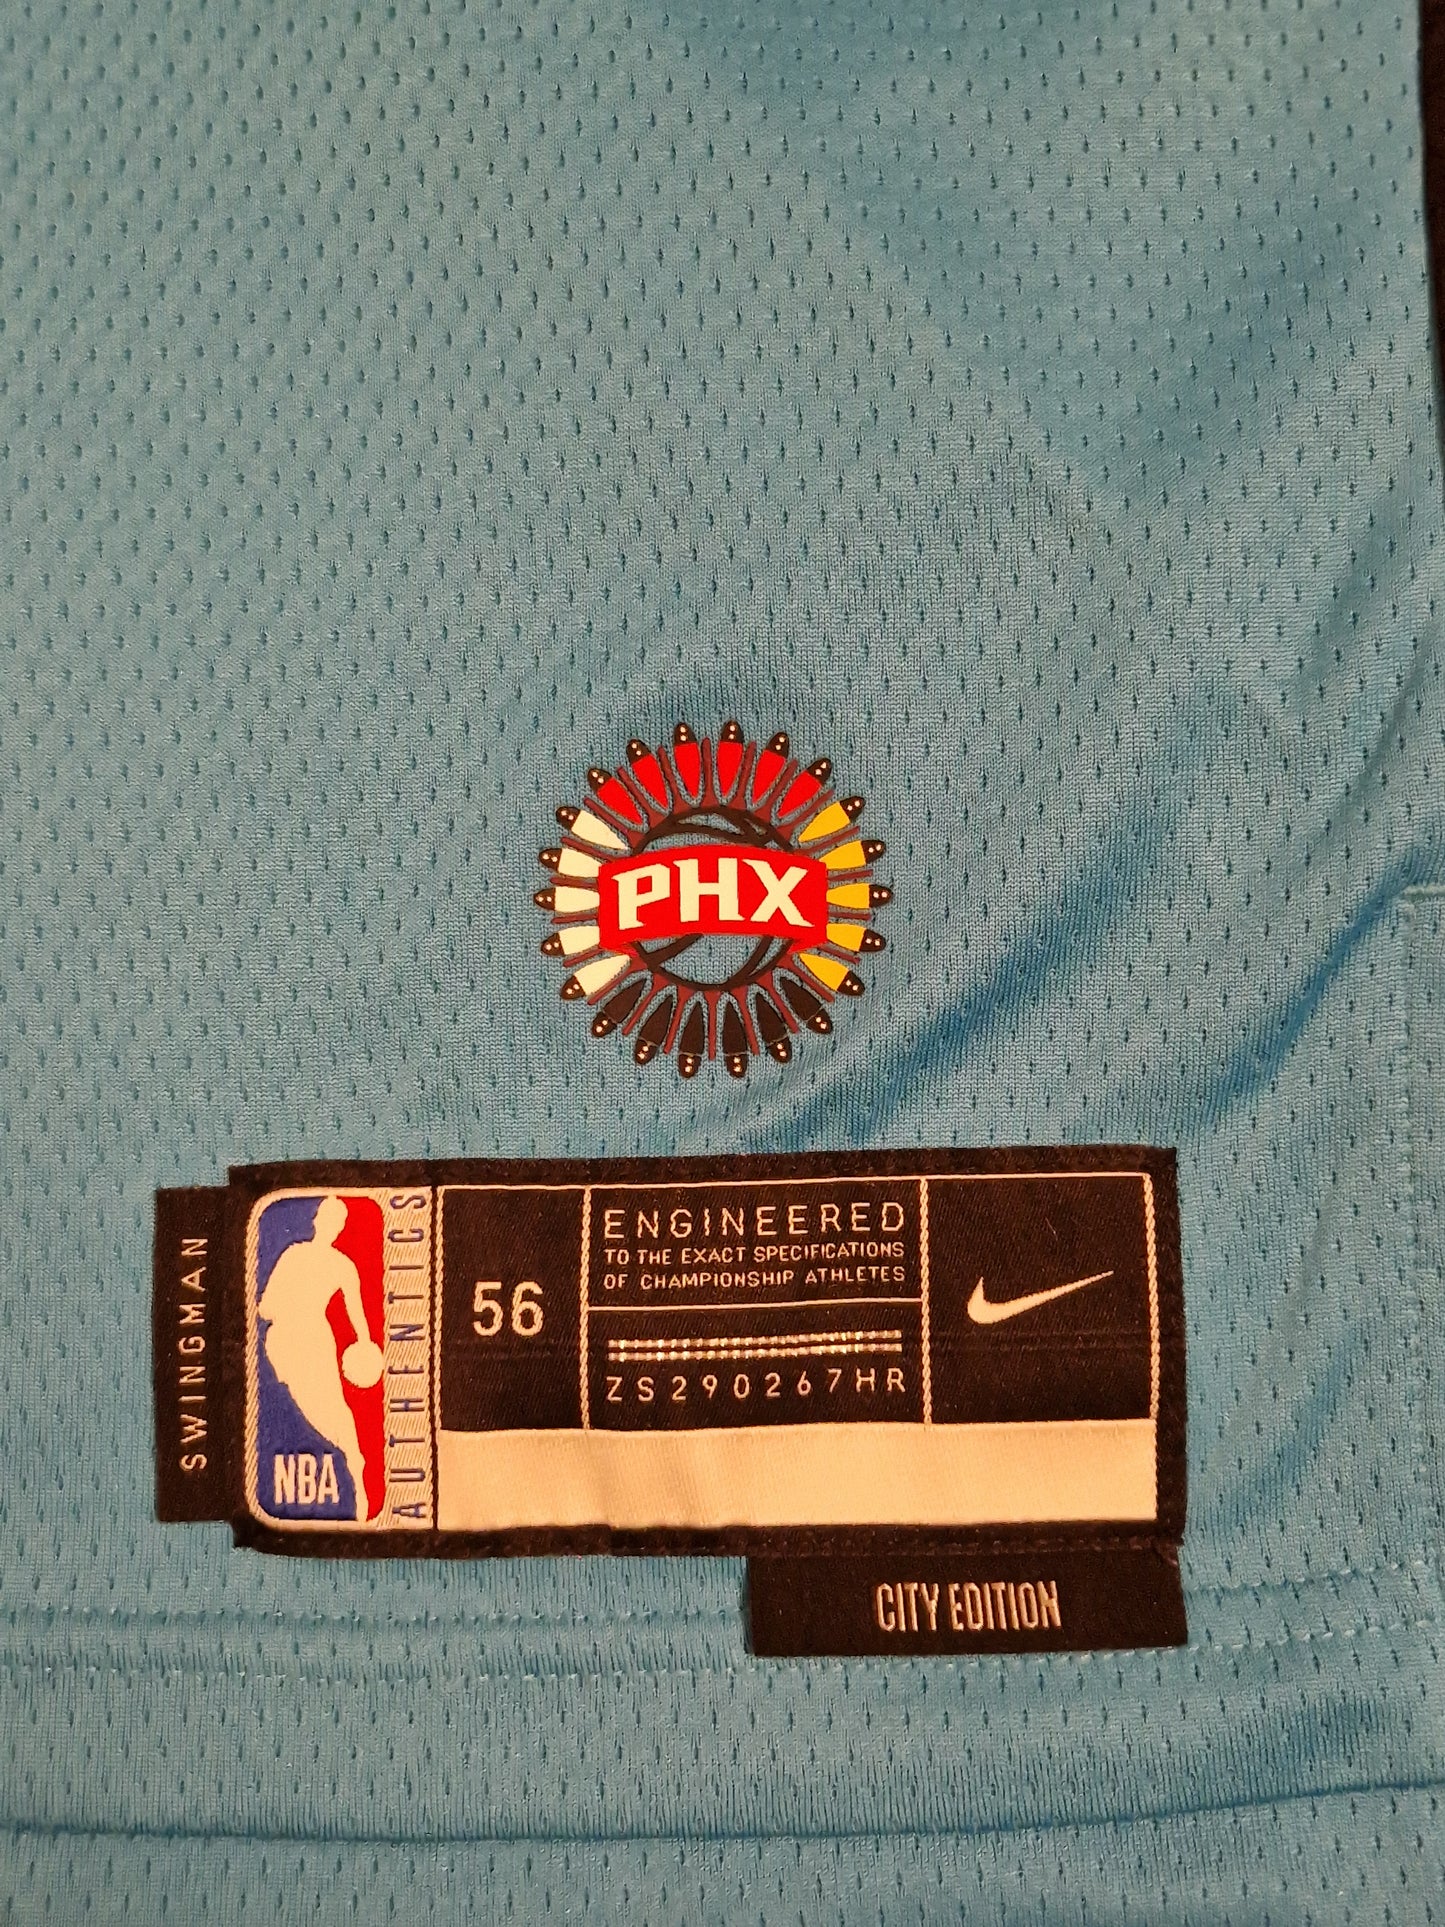 PHX
SWINGMAN
NBA
AUTHENTICS
56
ENGINEERED
TO THE EXACT SPECIFICATIONS
OF CHAMPIONSHIP ATHLETES
ZS290267HR
CITY EDITION